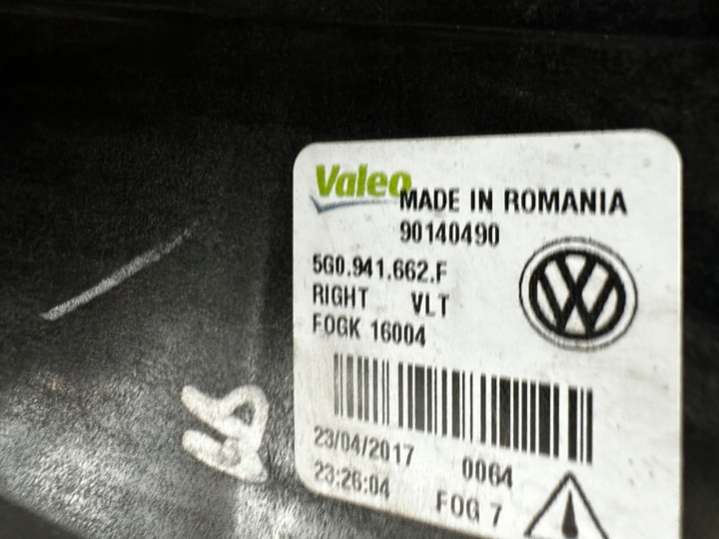 Valeo MADE IN ROMANIA
90140490
5G0.941.662.F
RIGHT VLT
FOGK 16004
23/04/2017 0064
23:26:04 FOG 7